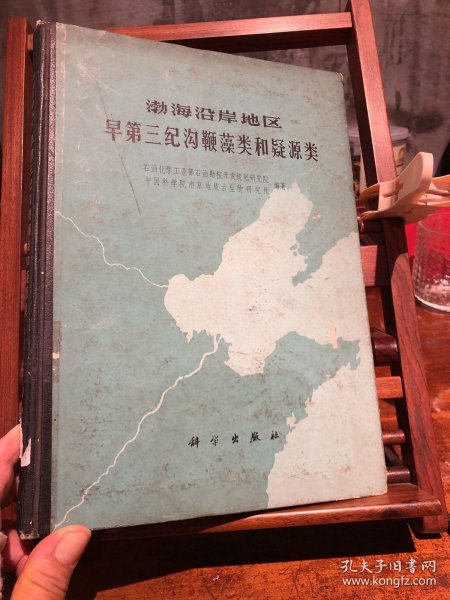 渤海沿岸地区
早第三纪沟鞭藻类和疑源类
石油化学工业部石油勘探开发规划研究院
中国科学院南京地质古生物研究所
编著
科学出版社
孔夫子旧书网
www.kongfz.com